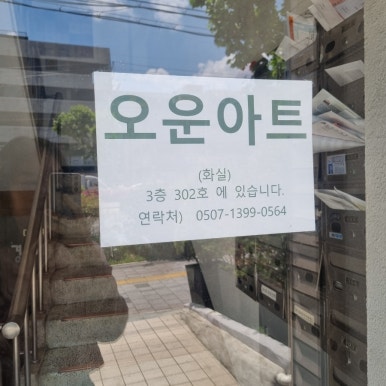 오운아트
(화실)
3층 302호 에 있습니다.
연락처) 0507-1399-0564